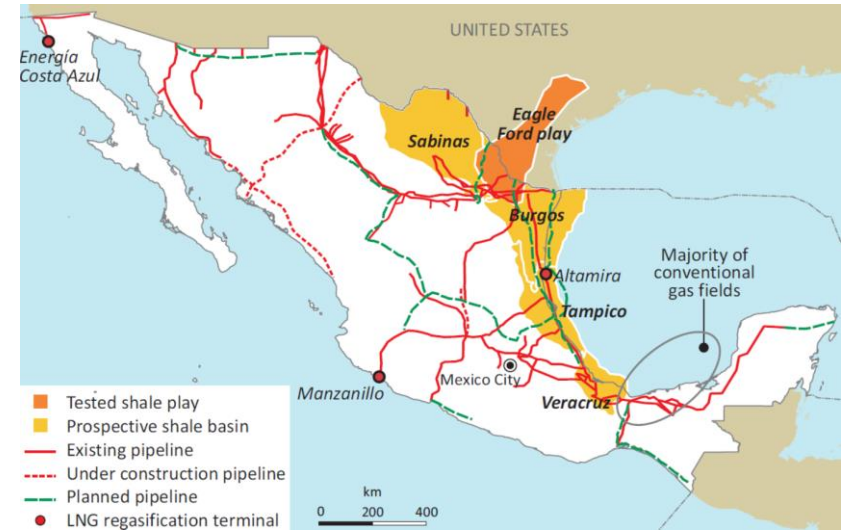 UNITED STATES
Energía
Costa Azul
Eagle
Ford play
Sabinas
Burgos
Majority of
conventional
gas fields
Altamira
Tampico
Mexico City
Manzanillo
Veracruz
Tested shale play
Prospective shale basin
Existing pipeline
Under construction pipeline
Planned pipeline
LNG regasification terminal
km
0 200 400